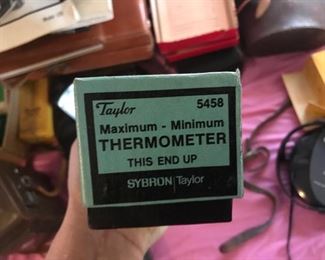 Taylor 5458
Maximum - Minimum
THERMOMETER
THIS END UP
SYBRON Taylor